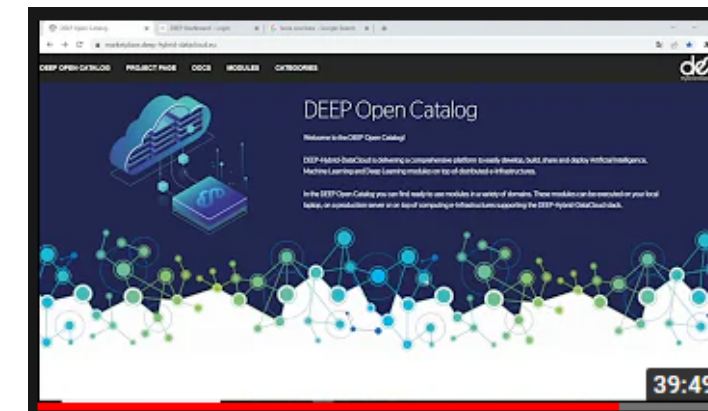 DEEP Open Catalog
DEEP Dashboard - Login
marketplace.deep-hybrid-datacloud.eu
DEEP OPEN CATALOG PROJECT PAGE DOCS MODULES CATEGORIES
de
DEEP Open Catalog
Welcome to the DEEP Open Catalog!
DEEP-Hybrid-DataCloud is delivering a comprehensive platform to easily develop, build, share and deploy Artificial Intelligence,
Machine Learning and Deep Learning modules on top of distributed e-Infrastructures.
In the DEEP Open Catalog you can find ready to use modules in a variety of domains. These modules can be executed on your local
laptop, on a production server or on top of computing e-Infrastructures supporting the DEEP-Hybrid-DataCloud stack.
39:49